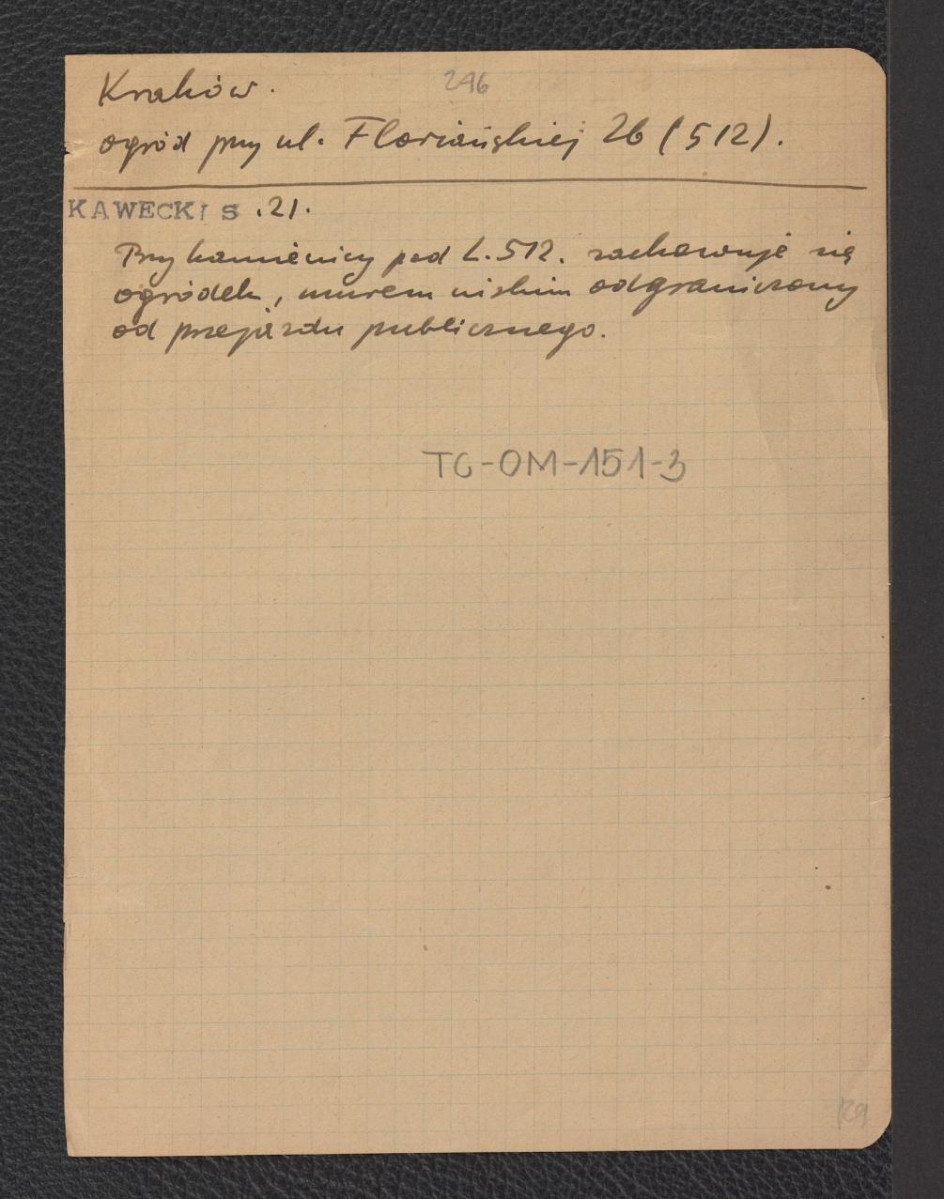 246
Kraków.
ogród przy ul. Floriańskiej 26 (512).
KAWECKI S .21.
Przy kamienicy pod L.512. zachowuje się
ogródek, murem niskim odgraniczony
od przejazdu publicznego.
TG-OM-151-3